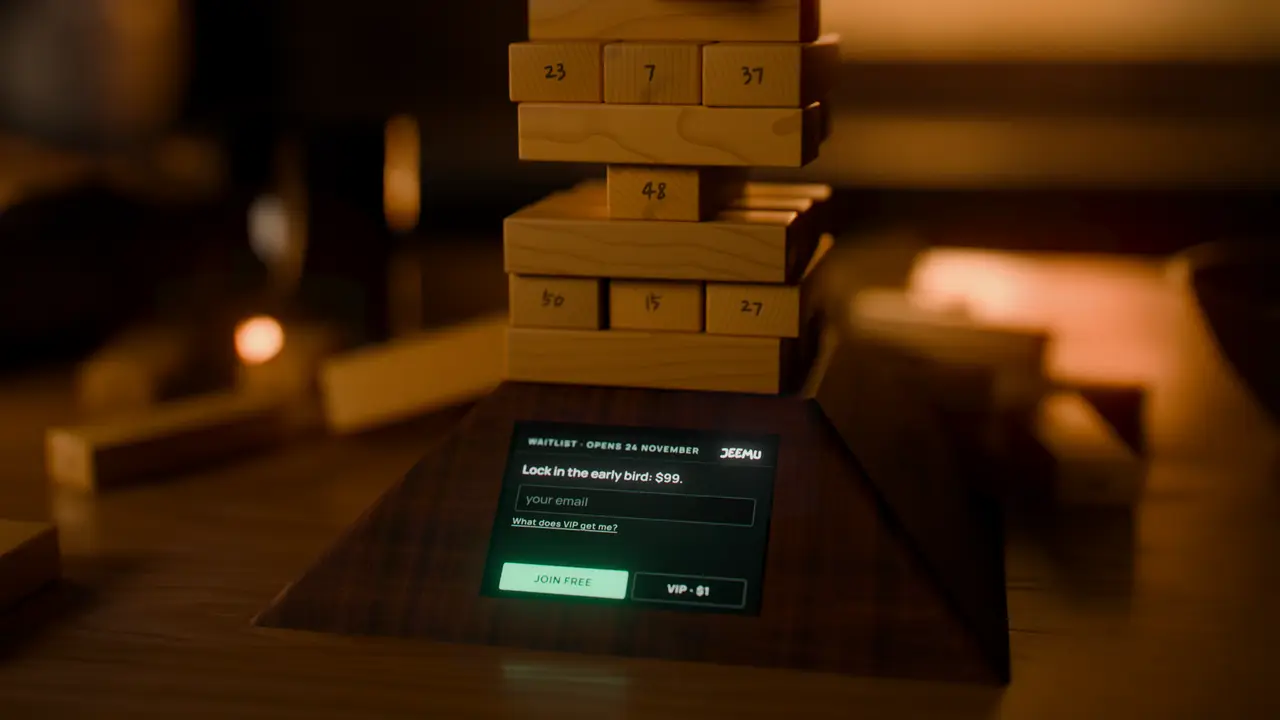 23 7 37
48
50 15 27
WAITLIST · OPENS 24 NOVEMBER JEEMU
Lock in the early bird: $99.
your email
What does VIP get me?
JOIN FREE VIP · $1